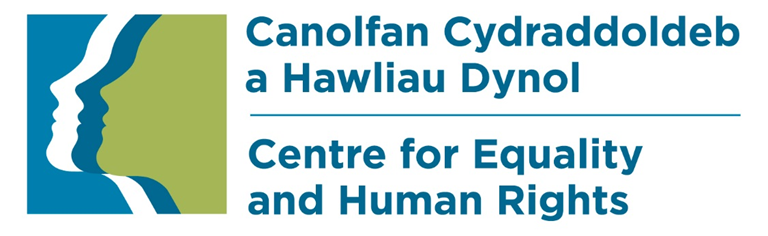 Canolfan Cydraddoldeb
a Hawliau Dynol
Centre for Equality
and Human Rights